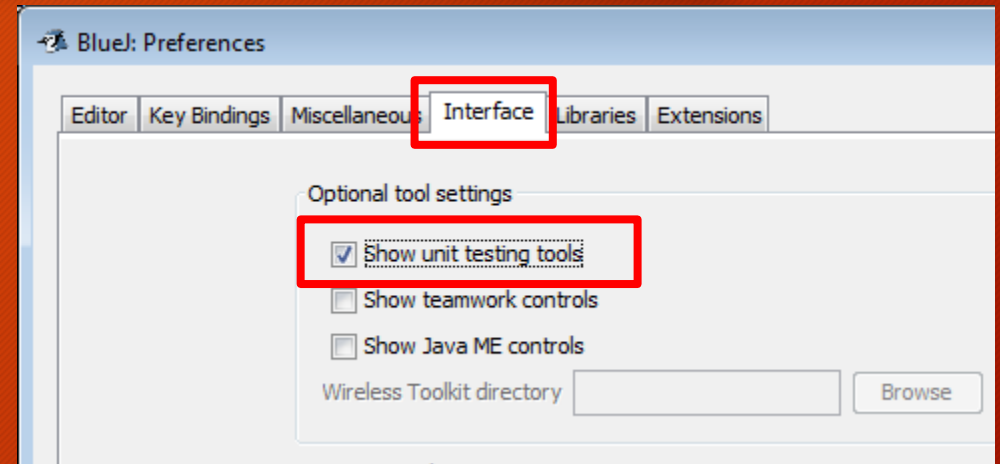 BlueJ: Preferences
Editor Key Bindings Miscellaneous Interface Libraries Extensions
Optional tool settings
Show unit testing tools
Show teamwork controls
Show Java ME controls
Wireless Toolkit directory Browse